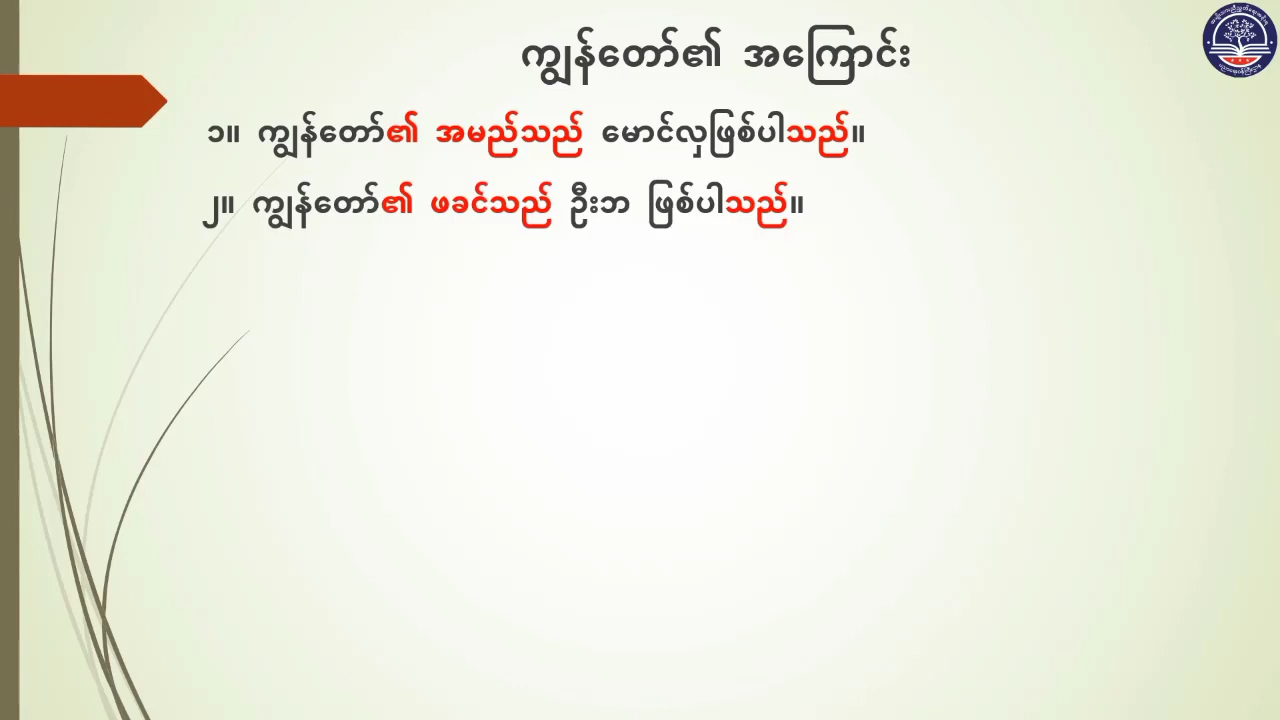 ကျွန်တော်၏ အကြောင်း
၁။ ကျွန်တော်၏ အမည်သည် မောင်လှဖြစ်ပါသည်။
၂။ ကျွန်တော်၏ ဖခင်သည် ဦးဘ ဖြစ်ပါသည်။